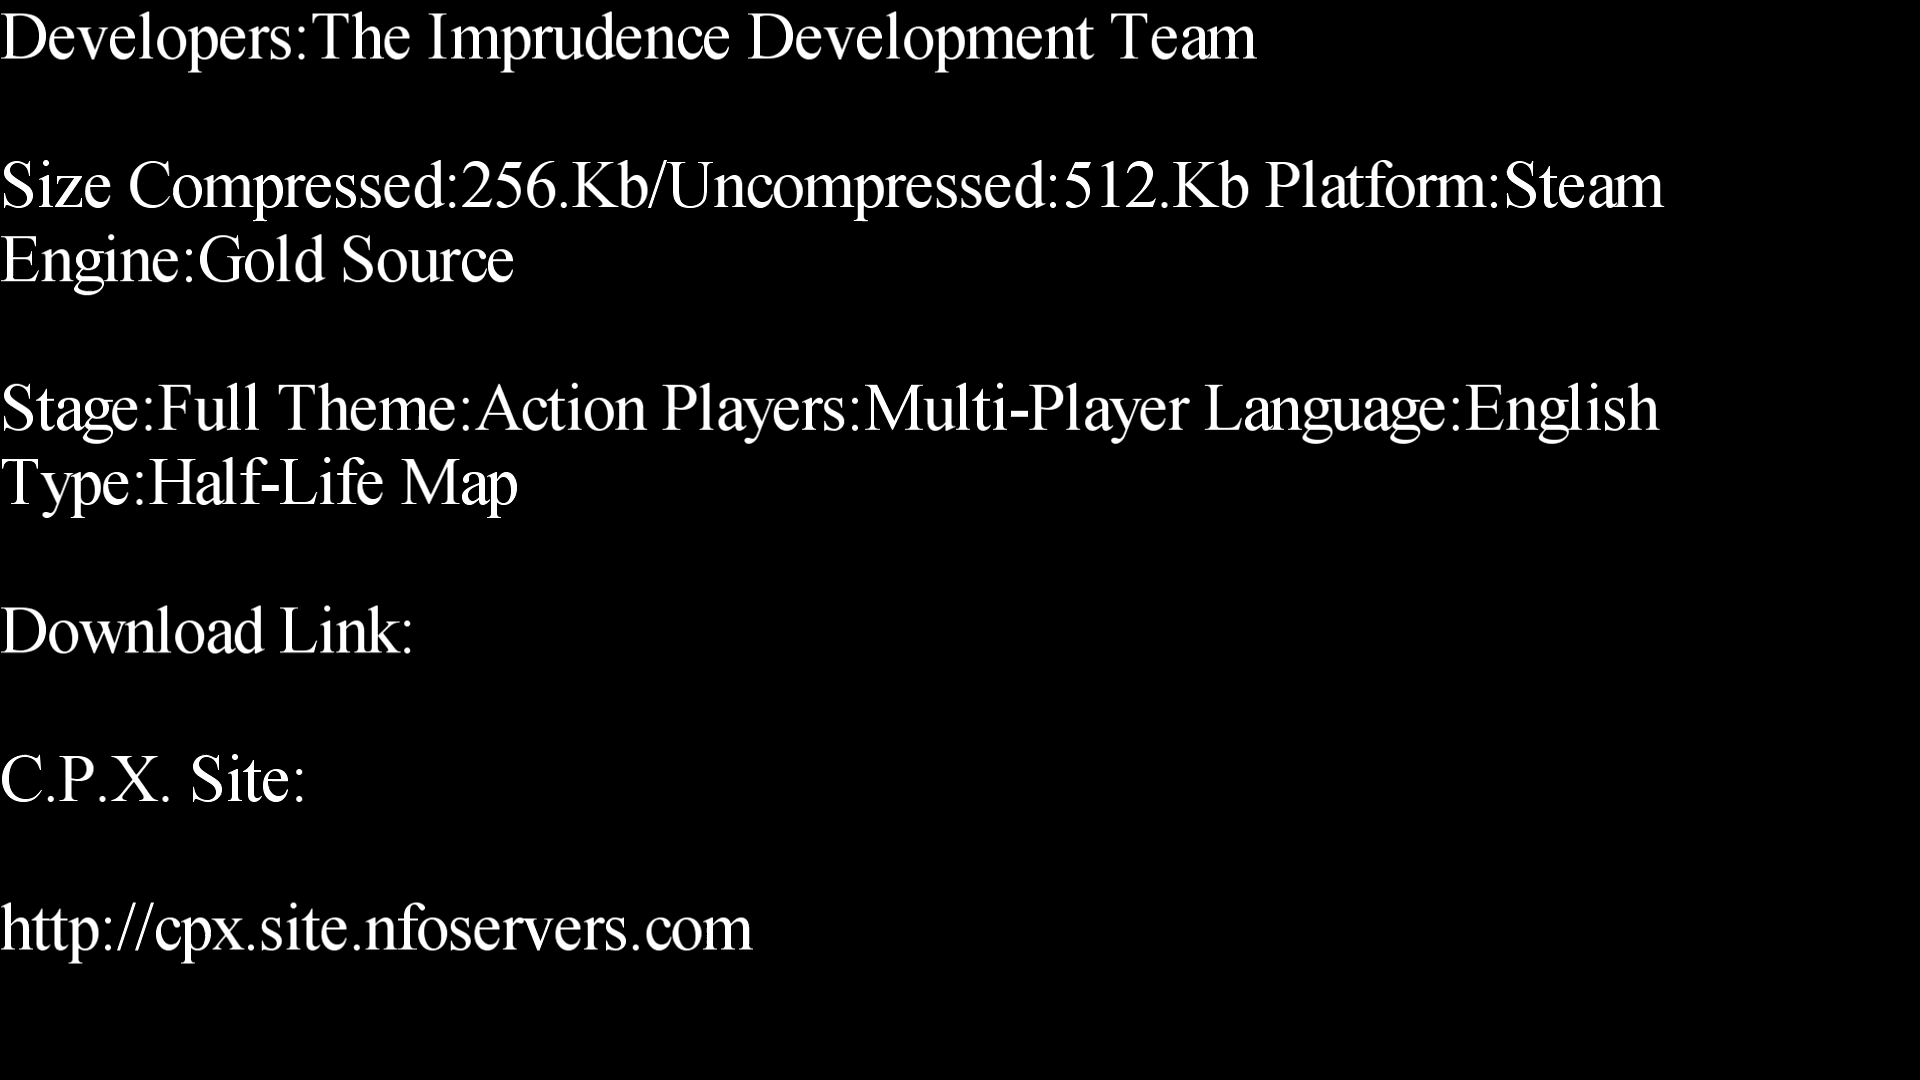 Developers:The Imprudence Development Team
Size Compressed:256.Kb/Uncompressed:512.Kb Platform:Steam
Engine:Gold Source
Stage:Full Theme:Action Players:Multi-Player Language:English
Type:Half-Life Map
Download Link:
C.P.X. Site:
http://cpx.site.nfoservers.com